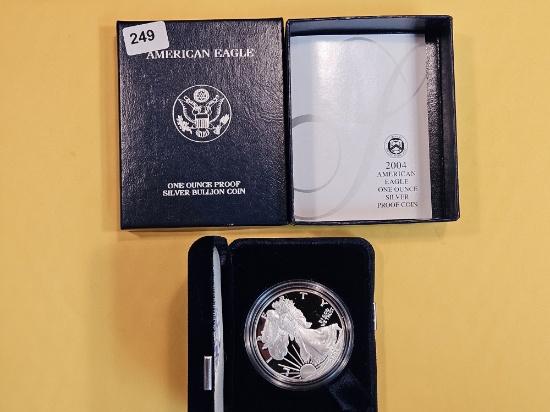 249
AMERICAN EAGLE
ONE OUNCE PROOF
SILVER BULLION COIN
2004
AMERICAN
EAGLE
ONE OUNCE
SILVER
PROOF COIN